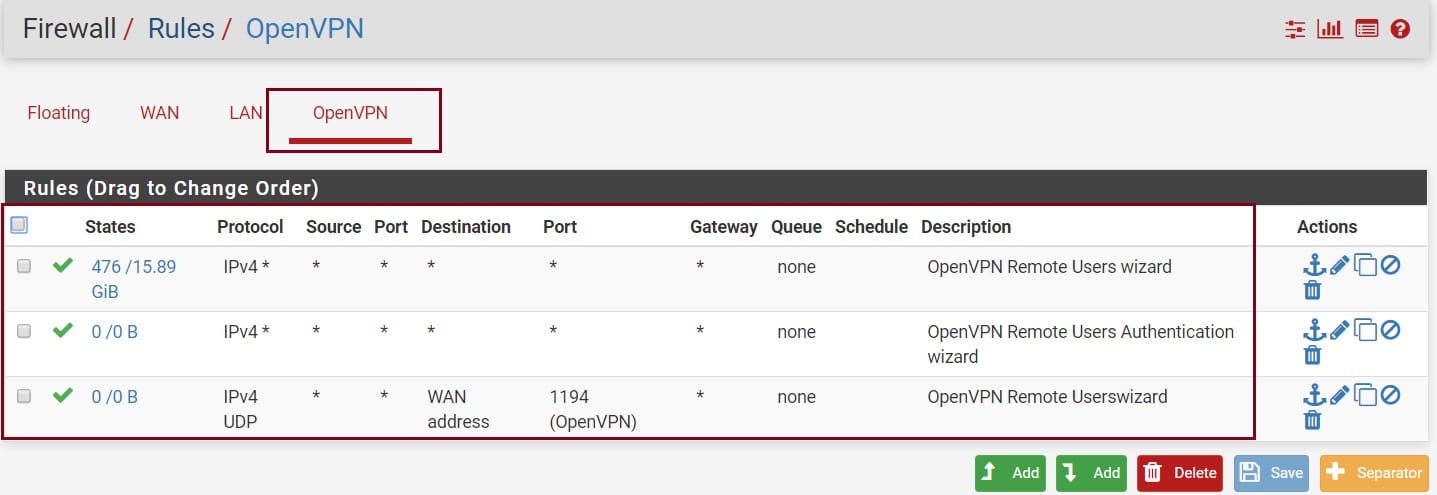 Firewall / Rules / OpenVPN
Floating WAN LAN OpenVPN
Rules (Drag to Change Order)
States Protocol Source Port Destination Port Gateway Queue Schedule Description Actions
476 /15.89 IPv4 * * * * * * none OpenVPN Remote Users wizard
GiB
0 /0 B IPv4 * * * * * * none OpenVPN Remote Users Authentication
wizard
0 /0 B IPv4 * * WAN 1194 * none OpenVPN Remote Userswizard
UDP address (OpenVPN)
Add Add Delete Save Separator